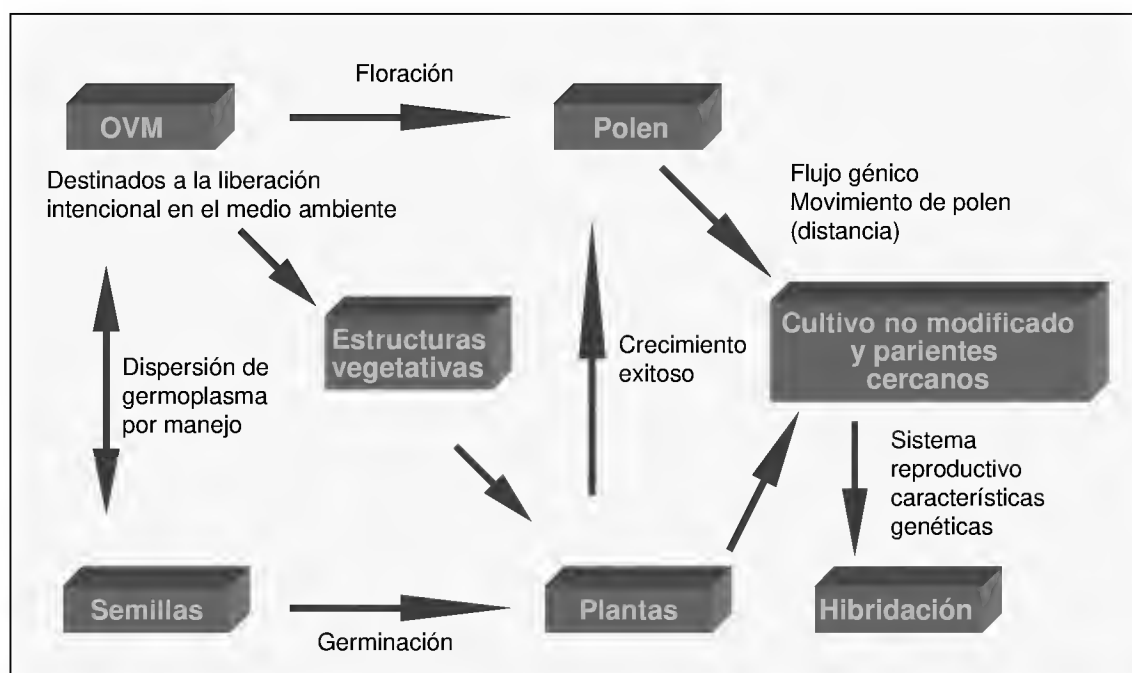 Floración
OVM
Polen
Destinados a la liberación
intencional en el medio ambiente
Flujo génico
Movimiento de polen
(distancia)
Estructuras
vegetativas
Cultivo no modificado
y parientes
cercanos
Crecimiento
exitoso
Dispersión de
germoplasma
por manejo
Sistema
reproductivo
características
genéticas
Semillas
Germinación
Plantas
Hibridación